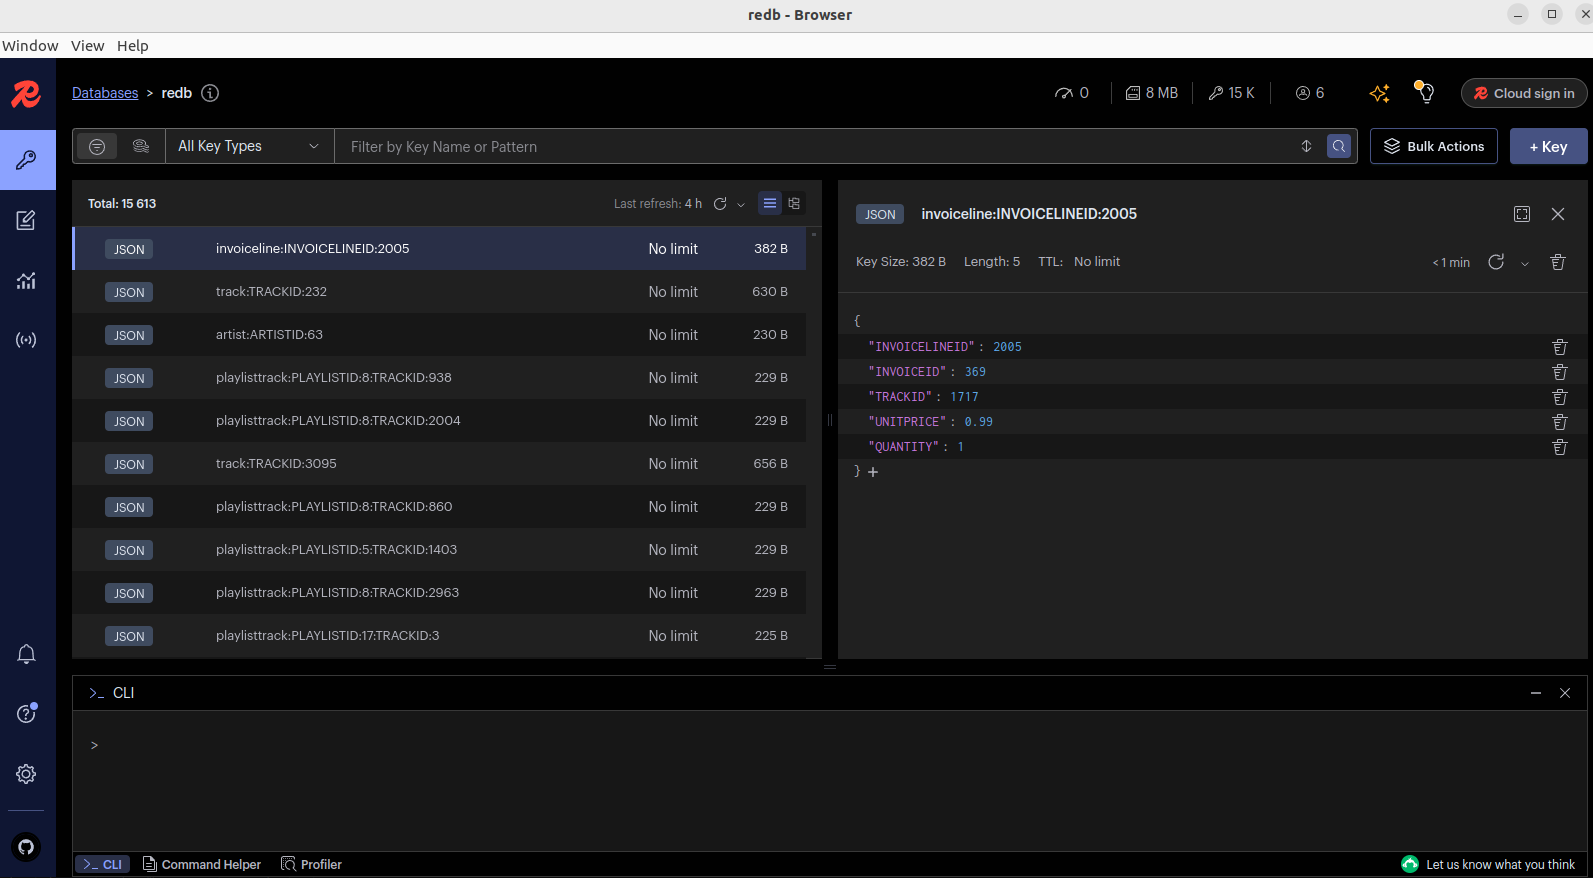 redb - Browser
Window View Help
Databases > redb
0 8 MB 15 K 6 Cloud sign in
All Key Types Filter by Key Name or Pattern Bulk Actions + Key
Total: 15 613 Last refresh: 4 h
JSON invoiceline:INVOICELINEID:2005 No limit 382 B
JSON track:TRACKID:232 No limit 630 B
JSON artist:ARTISTID:63 No limit 230 B
JSON playlisttrack:PLAYLISTID:8:TRACKID:938 No limit 229 B
JSON playlisttrack:PLAYLISTID:8:TRACKID:2004 No limit 229 B
JSON track:TRACKID:3095 No limit 656 B
JSON playlisttrack:PLAYLISTID:8:TRACKID:860 No limit 229 B
JSON playlisttrack:PLAYLISTID:5:TRACKID:1403 No limit 229 B
JSON playlisttrack:PLAYLISTID:8:TRACKID:2963 No limit 229 B
JSON playlisttrack:PLAYLISTID:17:TRACKID:3 No limit 225 B
JSON invoiceline:INVOICELINEID:2005
Key Size: 382 B Length: 5 TTL: No limit < 1 min
{
"INVOICELINEID" : 2005
"INVOICEID" : 369
"TRACKID" : 1717
"UNITPRICE" : 0.99
"QUANTITY" : 1
} +
>_ CLI
>
>_ CLI Command Helper Profiler Let us know what you think